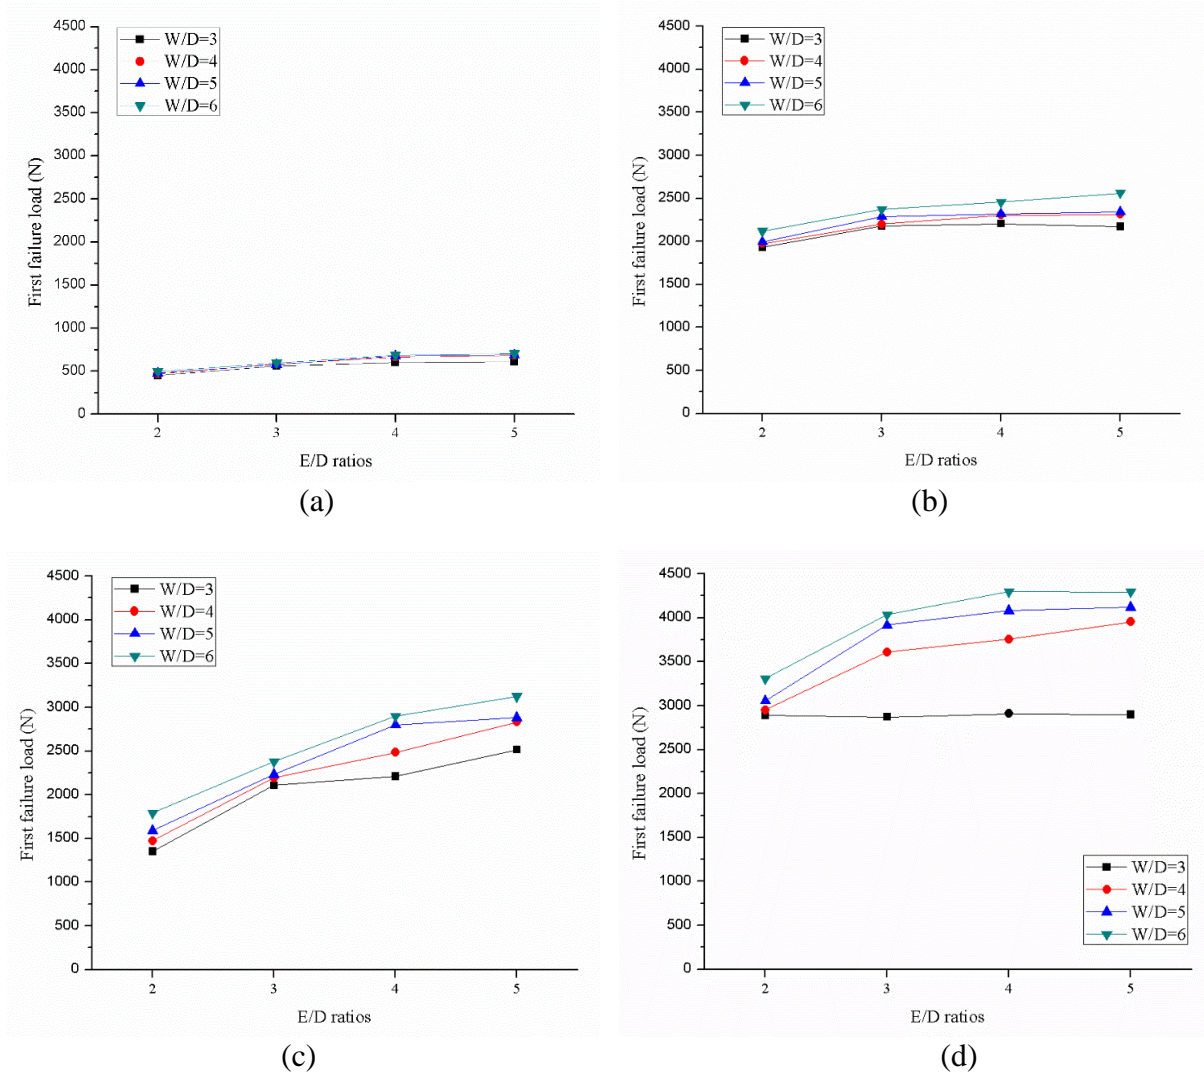 4500
4000
3500
3000
2500
2000
1500
1000
500
0
First failure load (N)
W/D=3
W/D=4
W/D=5
W/D=6
2 3 4 5
E/D ratios
(a)
4500
4000
3500
3000
2500
2000
1500
1000
500
0
First failure load (N)
W/D=3
W/D=4
W/D=5
W/D=6
2 3 4 5
E/D ratios
(b)
4500
4000
3500
3000
2500
2000
1500
1000
500
0
First failure load (N)
W/D=3
W/D=4
W/D=5
W/D=6
2 3 4 5
E/D ratios
(c)
4500
4000
3500
3000
2500
2000
1500
1000
500
0
First failure load (N)
W/D=3
W/D=4
W/D=5
W/D=6
2 3 4 5
E/D ratios
(d)